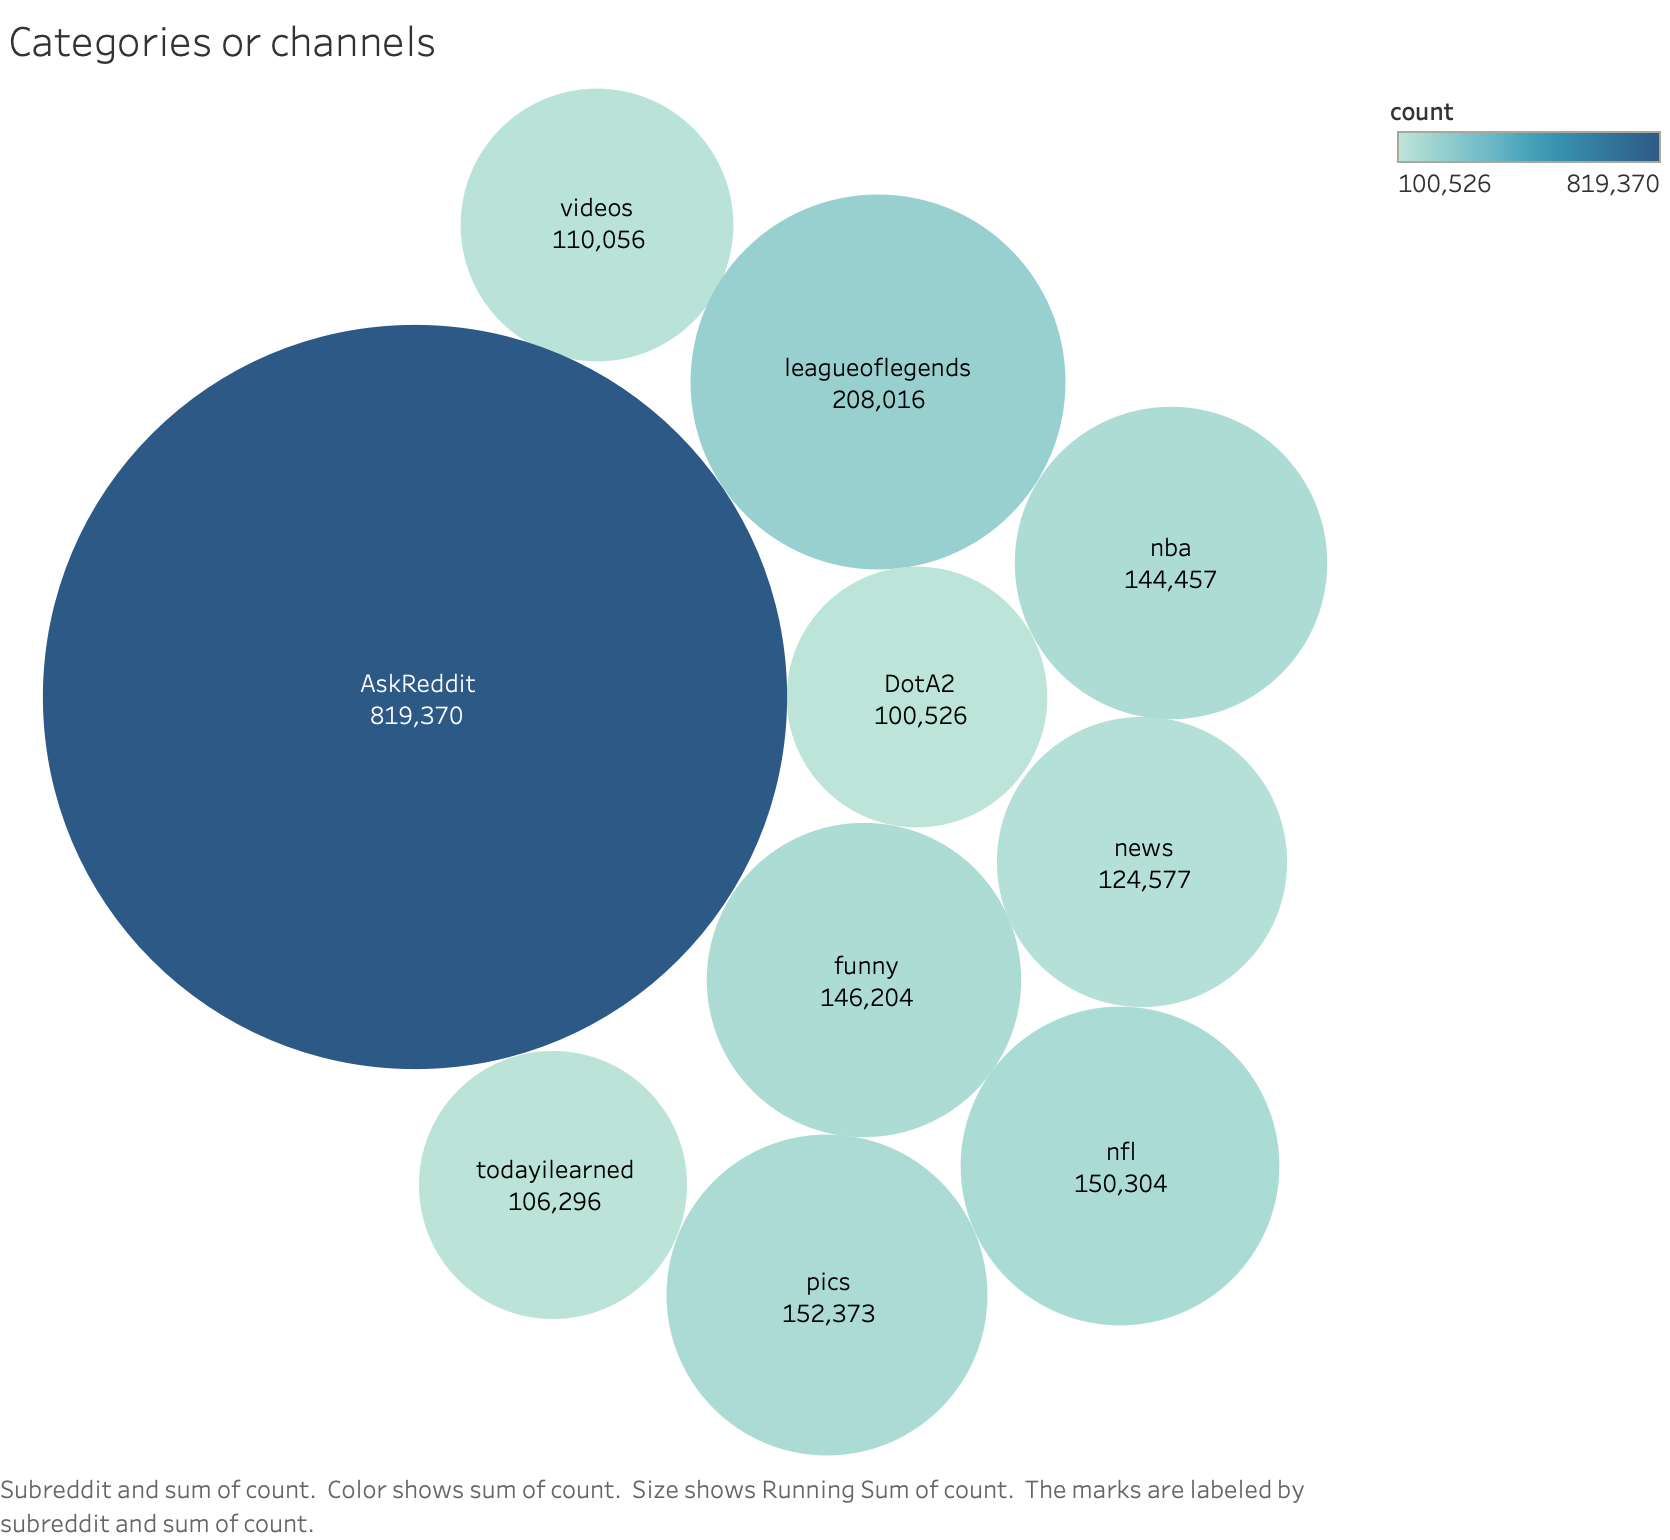 Categories or channels
count
100,526 819,370
videos
110,056
leagueoflegends
208,016
nba
144,457
AskReddit
819,370
DotA2
100,526
news
124,577
funny
146,204
nfl
150,304
todayilearned
106,296
pics
152,373
Subreddit and sum of count.  Color shows sum of count.  Size shows Running Sum of count.  The marks are labeled by
subreddit and sum of count.